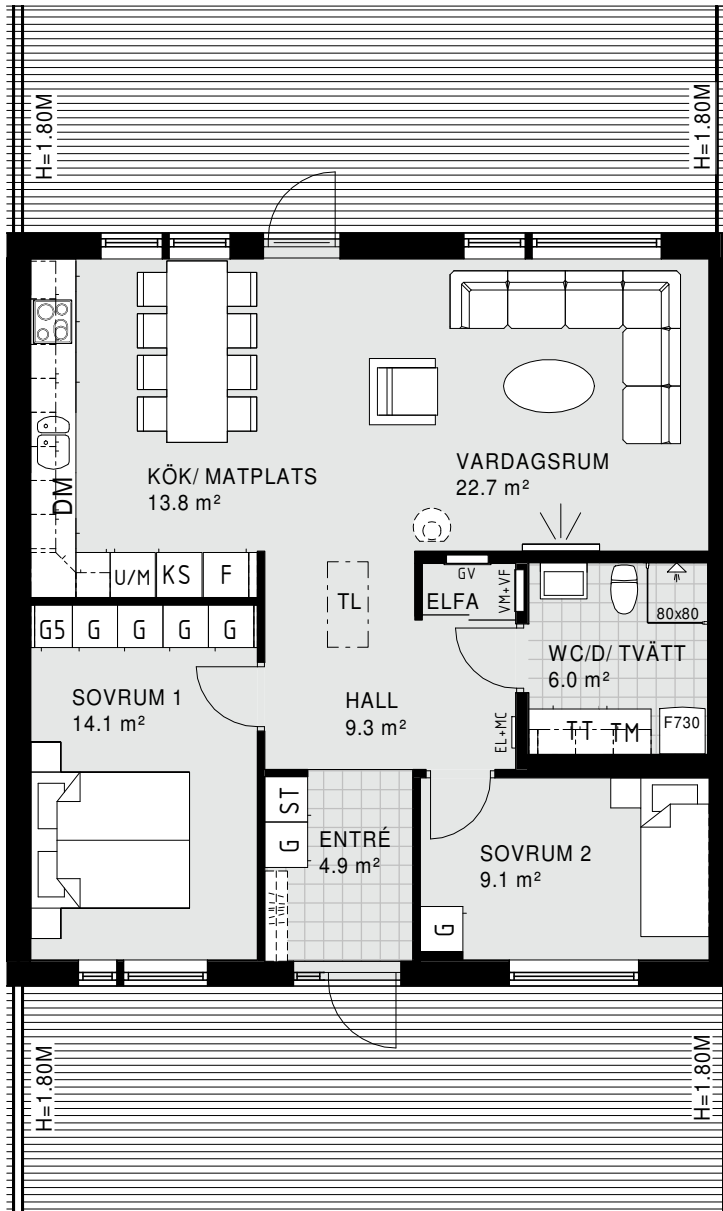 H=1.80M
H=1.80M
KÖK/ MATPLATS
13.8 m²
VARDAGSRUM
22.7 m²
DM
U/M
KS
F
TL
GV
ELFA
VM+VF
80x80
WC/D/ TVÄTT
6.0 m²
GS
G
G
G
G
SOVRUM 1
14.1 m²
HALL
9.3 m²
EL+MC
TT
TM
F730
ST
G
ENTRÉ
4.9 m²
SOVRUM 2
9.1 m²
G
H=1.80M
H=1.80M